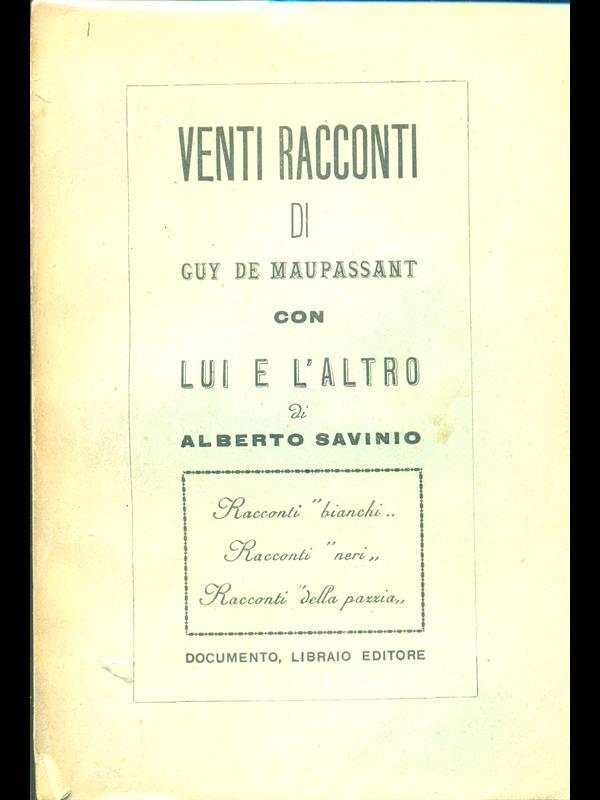 VENTI RACCONTI
DI
GUY DE MAUPASSANT
CON
LUI E L'ALTRO
di
ALBERTO SAVINIO
Racconti "bianchi„
Racconti "neri„
Racconti "della pazzia„
DOCUMENTO, LIBRAIO EDITORE